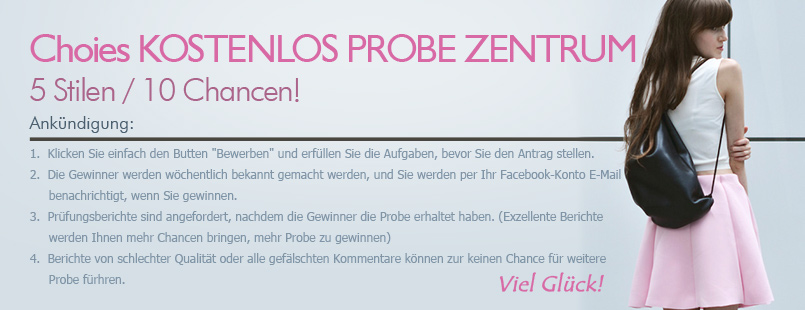 Choies KOSTENLOS PROBE ZENTRUM
5 Stilen / 10 Chancen!
Ankündigung:
1. Klicken Sie einfach den Butten "Bewerben" und erfüllen Sie die Aufgaben, bevor Sie den Antrag stellen.
2. Die Gewinner werden wöchentlich bekannt gemacht werden, und Sie werden per Ihr Facebook-Konto E-Mail
benachrichtigt, wenn Sie gewinnen.
3. Prüfungsberichte sind angefordert, nachdem die Gewinner die Probe erhaltet haben. (Exzellente Berichte
werden Ihnen mehr Chancen bringen, mehr Probe zu gewinnen)
4. Berichte von schlechter Qualität oder alle gefälschten Kommentare können zur keinen Chance für weitere
Probe fürhren.
Viel Glück!